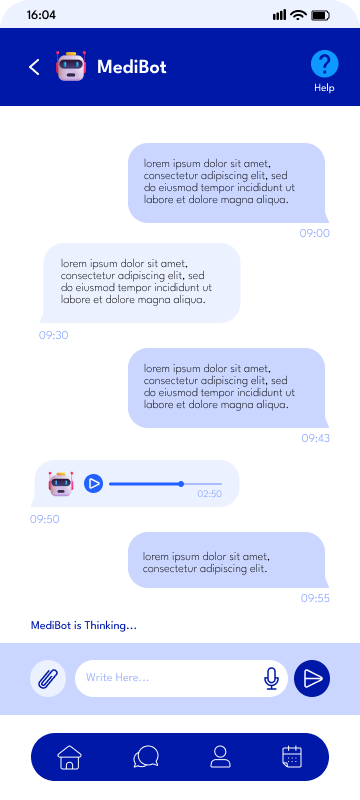 16:04
MediBot
Help
lorem ipsum dolor sit amet,
consectetur adipiscing elit, sed
do eiusmod tempor incididunt ut
labore et dolore magna aliqua.
09:00
lorem ipsum dolor sit amet,
consectetur adipiscing elit, sed
do eiusmod tempor incididunt ut
labore et dolore magna aliqua.
09:30
lorem ipsum dolor sit amet,
consectetur adipiscing elit, sed
do eiusmod tempor incididunt ut
labore et dolore magna aliqua.
09:43
02:50
09:50
lorem ipsum dolor sit amet,
consectetur adipiscing elit.
09:55
MediBot is Thinking...
Write Here...